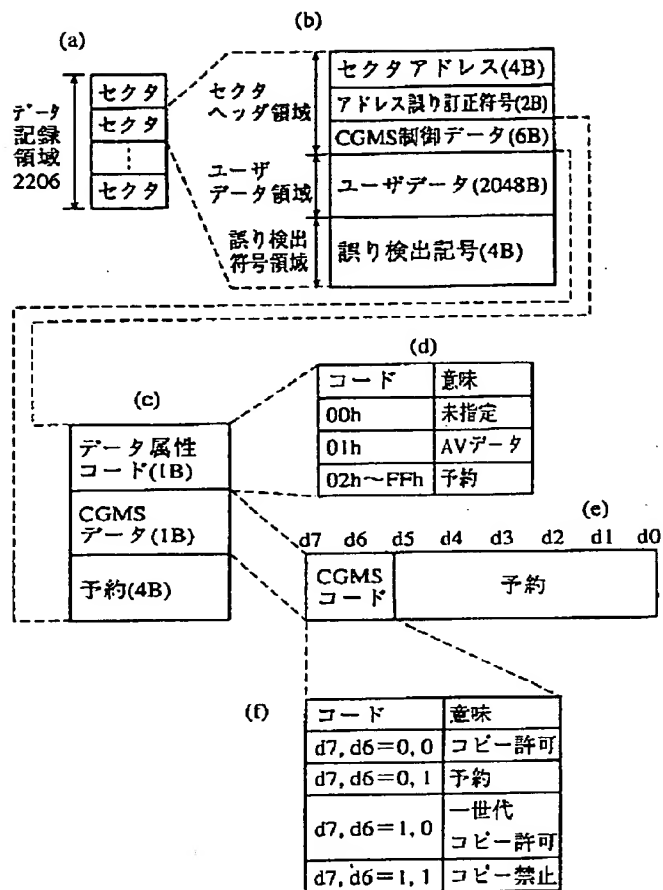 (a)
データ
記録
領域
2206
セクタ
セクタ
セクタ
(b)
セクタ
ヘッダ領域
ユーザ
データ領域
誤り検出
符号領域
セクタアドレス(4B)
アドレス誤り訂正符号(2B)
CGMS制御データ(6B)
ユーザデータ(2048B)
誤り検出記号(4B)
(c)
データ属性
コード(1B)
CGMS
データ(1B)
予約(4B)
(d)
コード 意味
00h 未指定
01h AVデータ
02h～FFh 予約
(e)
d7 d6 d5 d4 d3 d2 d1 d0
CGMS
コード
予約
(f)
コード 意味
d7, d6=0, 0 コピー許可
d7, d6=0, 1 予約
d7, d6=1, 0 一世代
コピー許可
d7, d6=1, 1 コピー禁止